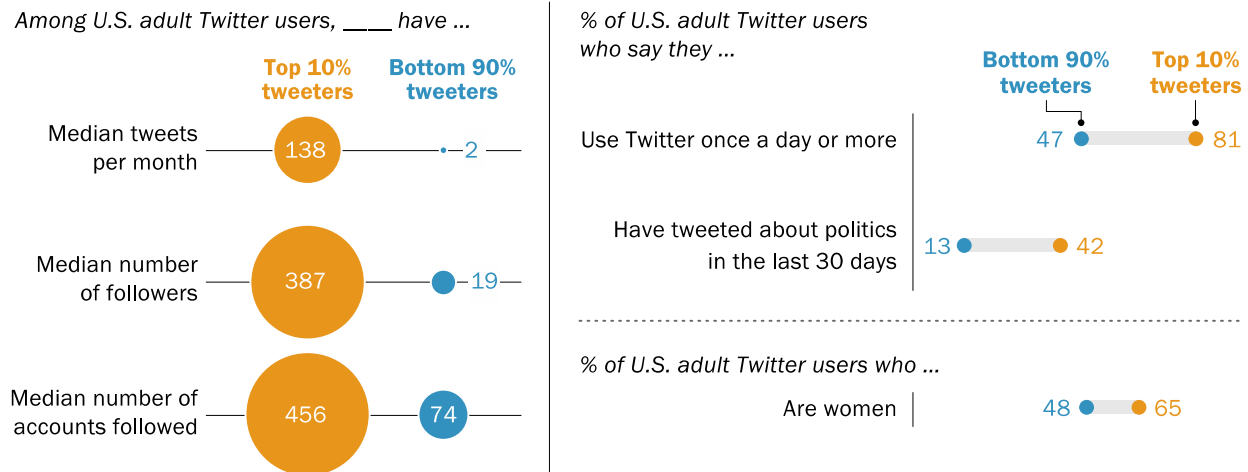 Among U.S. adult Twitter users, ____ have ...
Top 10%
tweeters
Bottom 90%
tweeters
Median tweets
per month
138
2
Median number
of followers
387
19
Median number of
accounts followed
456
74
% of U.S. adult Twitter users
who say they ...
Bottom 90%
tweeters
Top 10%
tweeters
Use Twitter once a day or more
47
81
Have tweeted about politics
in the last 30 days
13
42
% of U.S. adult Twitter users who ...
Are women
48
65